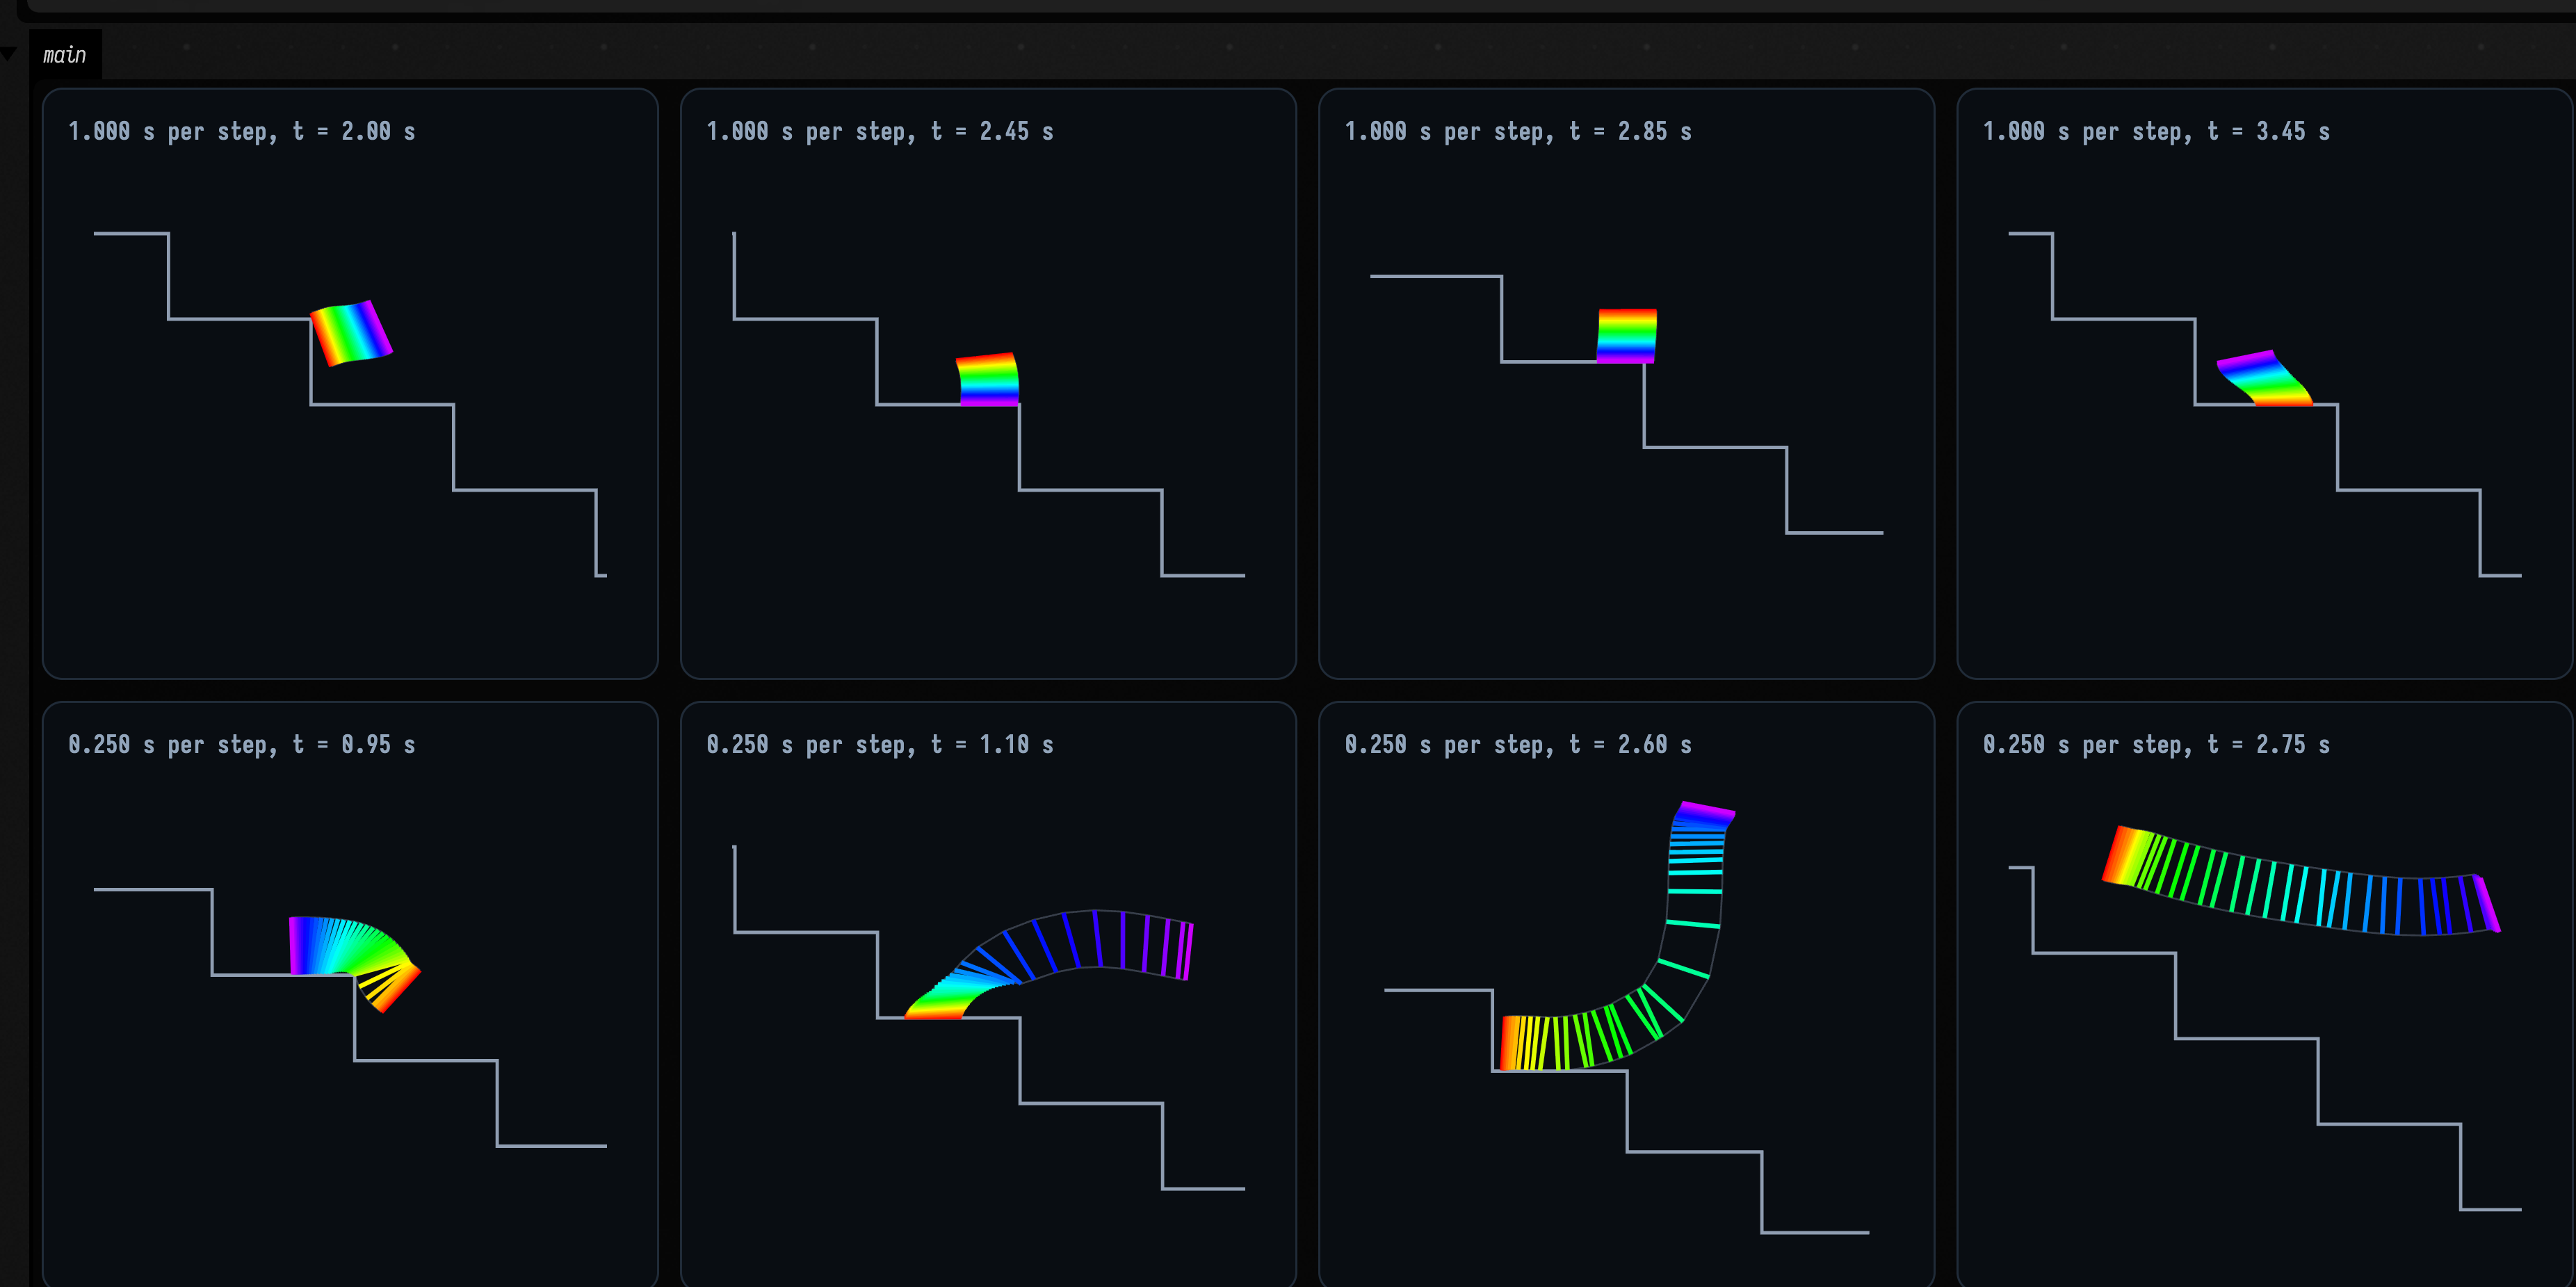 main
1.000 s per step, t = 2.00 s
1.000 s per step, t = 2.45 s
1.000 s per step, t = 2.85 s
1.000 s per step, t = 3.45 s
0.250 s per step, t = 0.95 s
0.250 s per step, t = 1.10 s
0.250 s per step, t = 2.60 s
0.250 s per step, t = 2.75 s